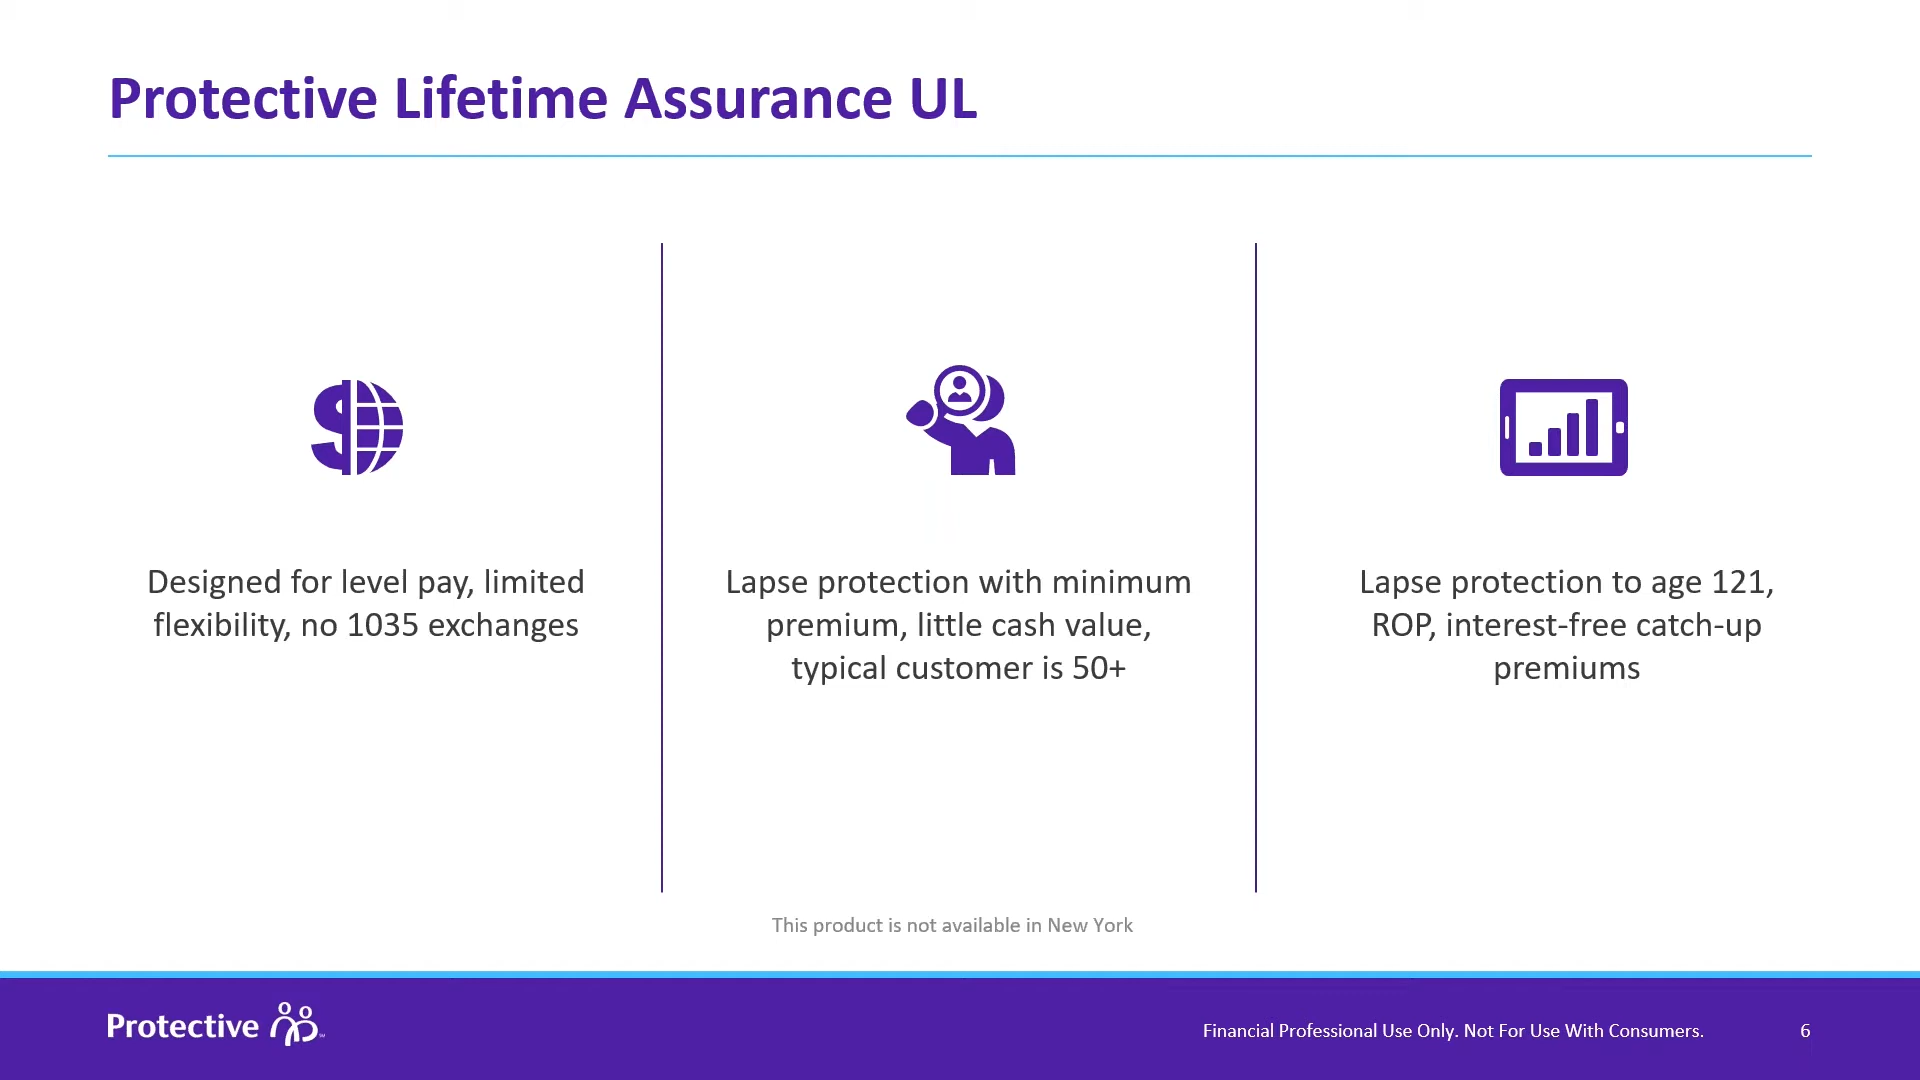 Protective Lifetime Assurance UL
Designed for level pay, limited
flexibility, no 1035 exchanges
Lapse protection with minimum
premium, little cash value,
typical customer is 50+
Lapse protection to age 121,
ROP, interest-free catch-up
premiums
This product is not available in New York
Protective
Financial Professional Use Only. Not For Use With Consumers.
6